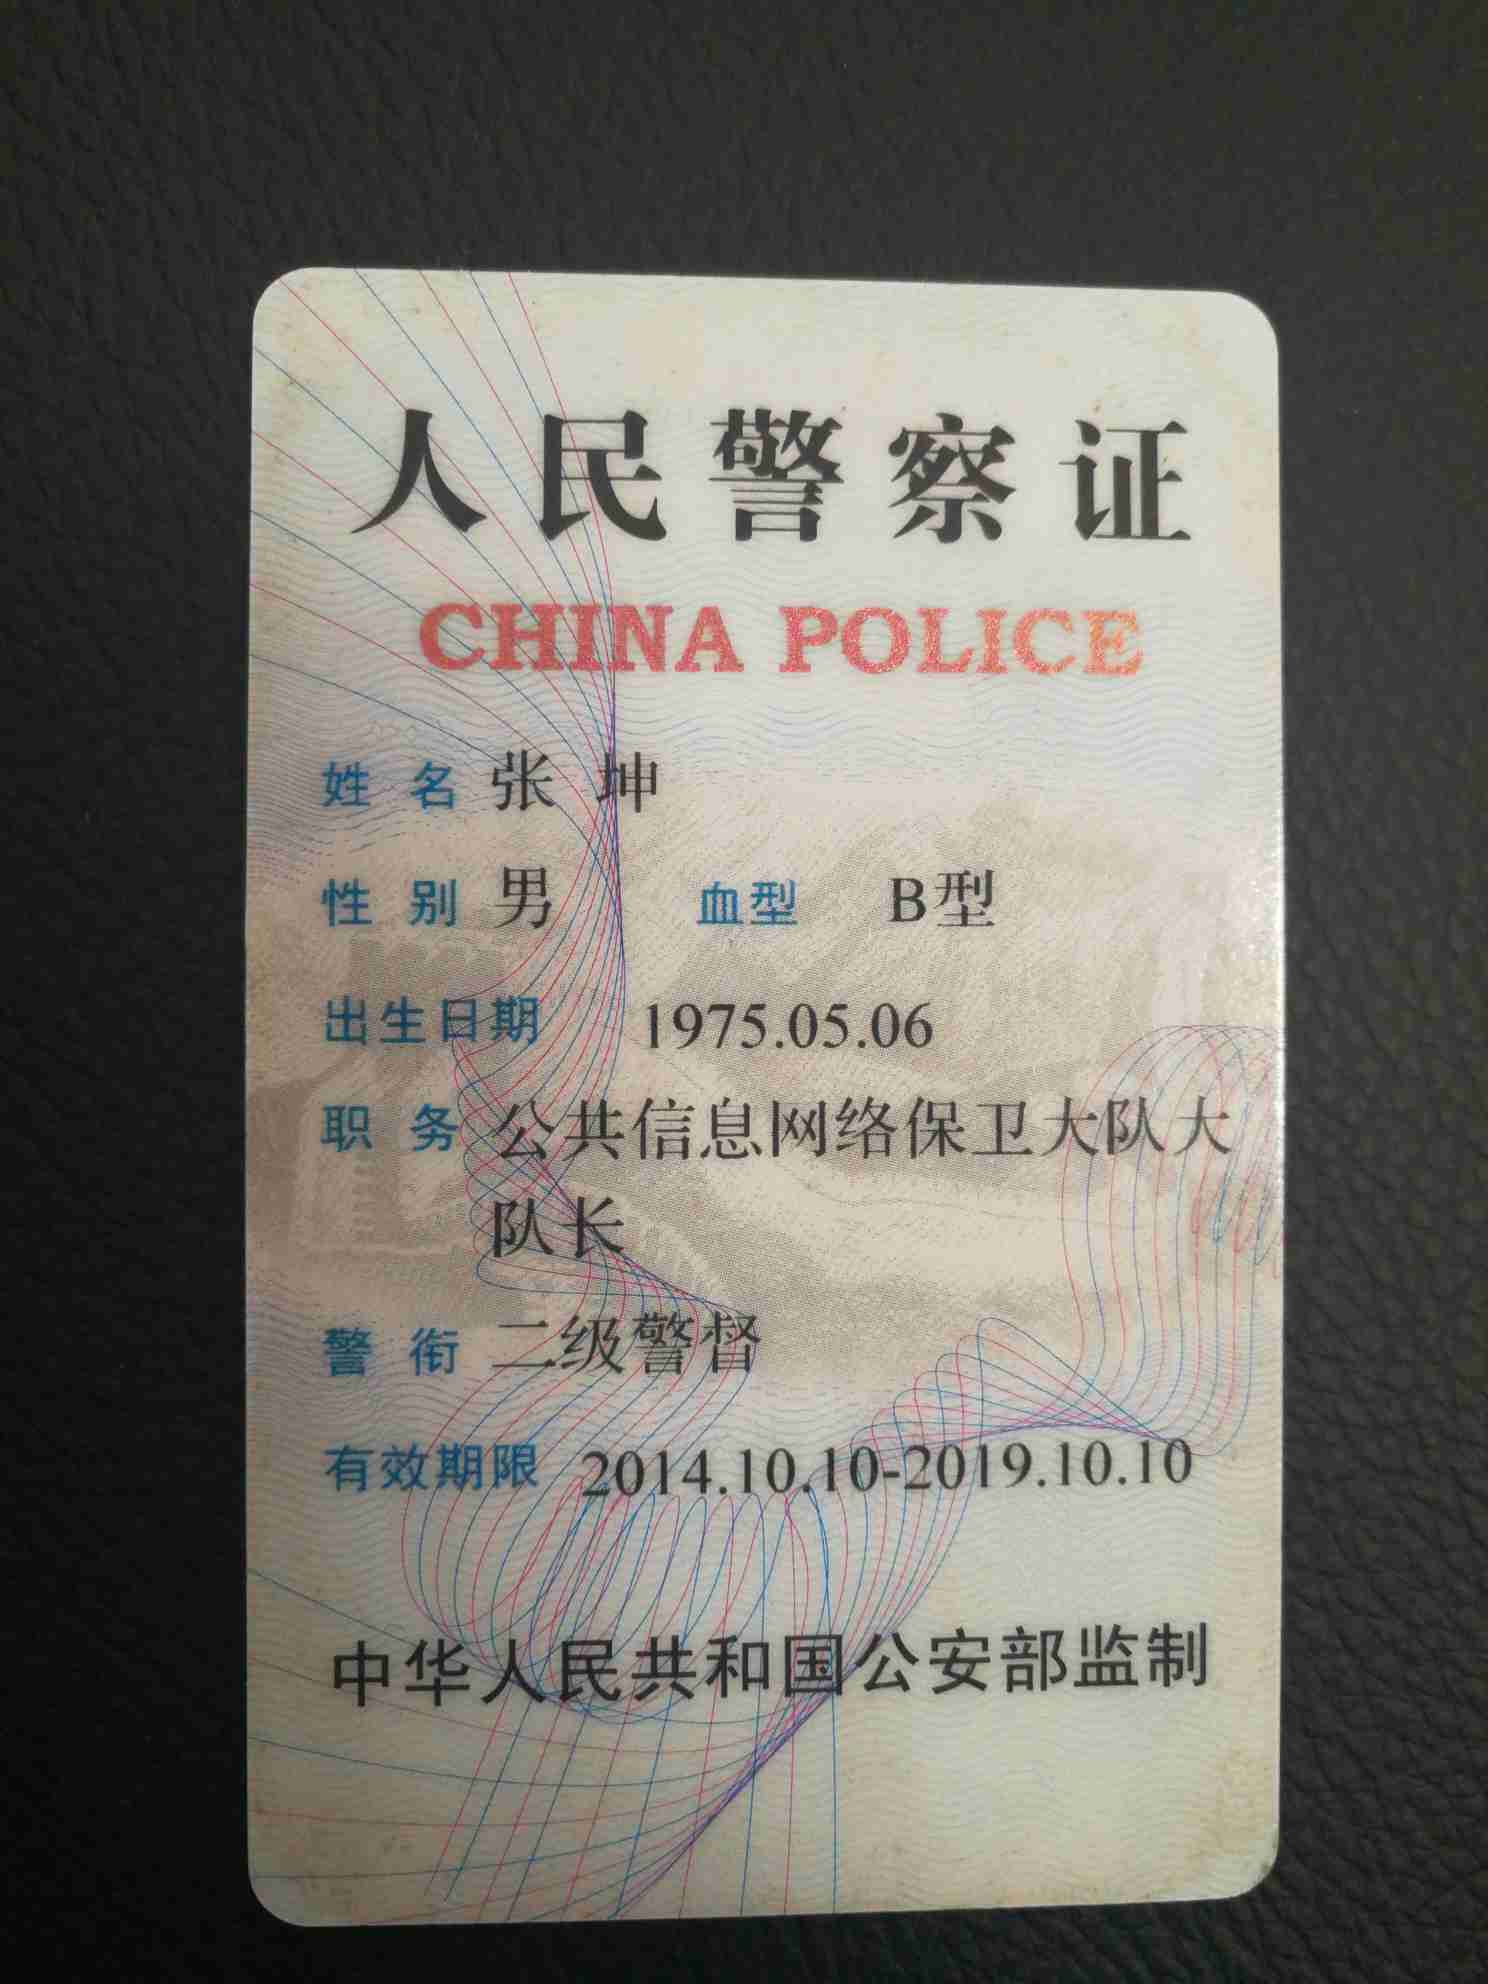 人民警察证
CHINA POLICE
姓 名 张 坤
性 别 男 血型 B型
出生日期 1975.05.06
职 务 公共信息网络保卫大队大
队长
警 衔 二级警督
有效期限 2014.10.10-2019.10.10
中华人民共和国公安部监制